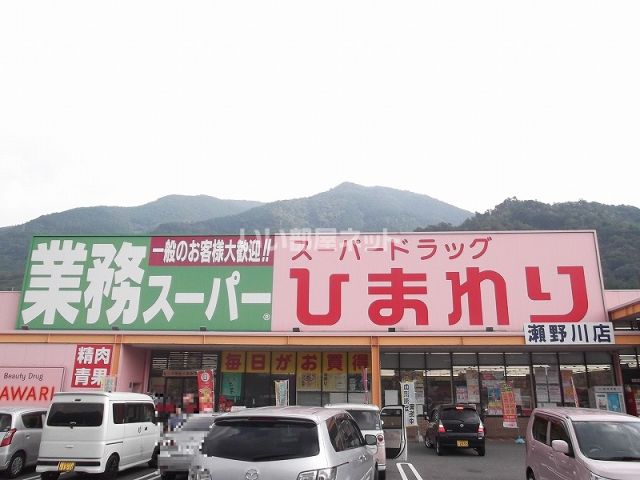 一般のお客様大歓迎!!
業務スーパー
®
スーパードラッグ
ひまわり
瀬野川店
精肉
青果
Beauty Drug
AWARI
毎日がお買得
いい部屋ネット